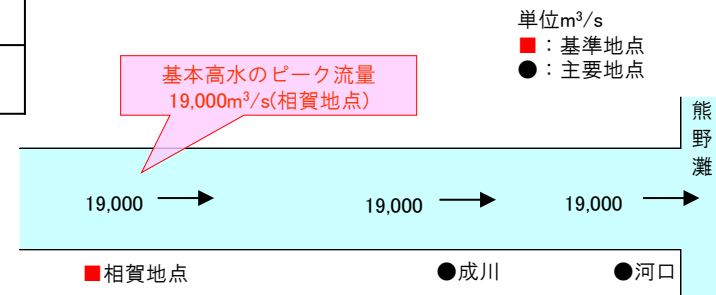 単位m³/s
■：基準地点
●：主要地点
基本高水のピーク流量
19,000m³/s(相賀地点)
熊野灘
19,000
19,000
19,000
■相賀地点
●成川
●河口